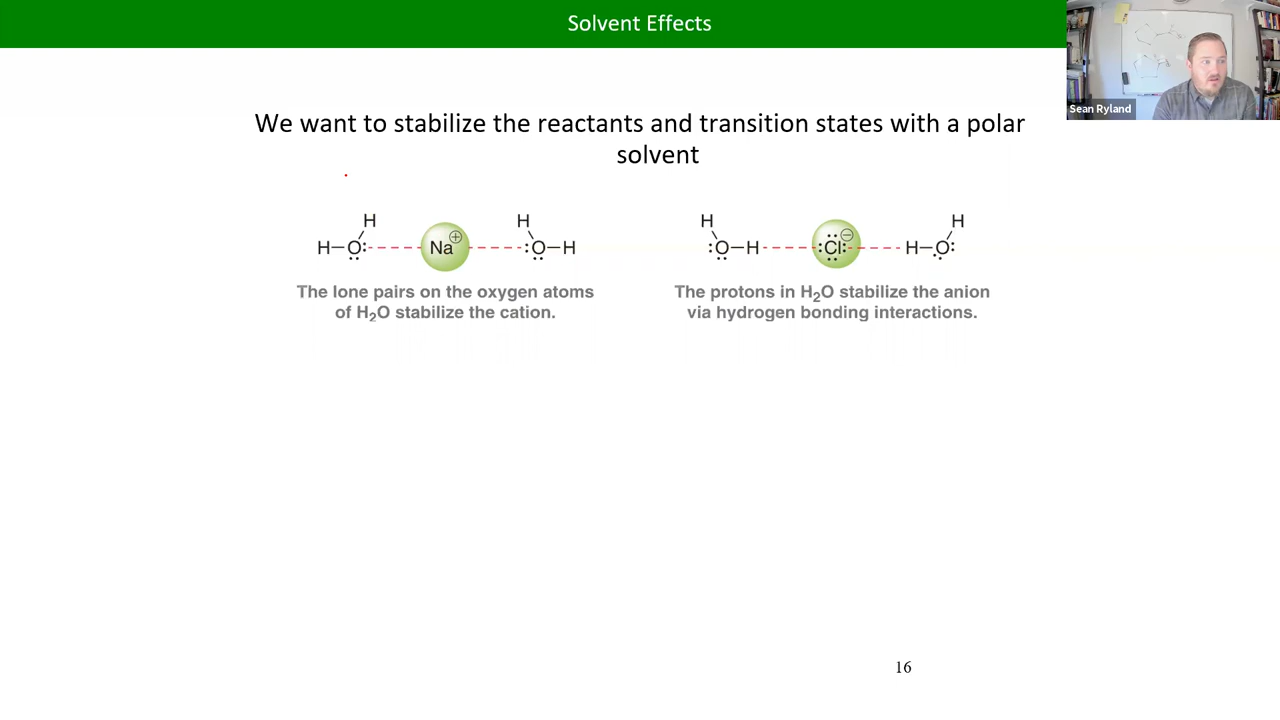 Solvent Effects
Sean Ryland
We want to stabilize the reactants and transition states with a polar
solvent
H H H H
H—O: Na⊕ :O—H :O—H :Cl:⊖ H—O:
The lone pairs on the oxygen atoms
of H₂O stabilize the cation.
The protons in H₂O stabilize the anion
via hydrogen bonding interactions.
16